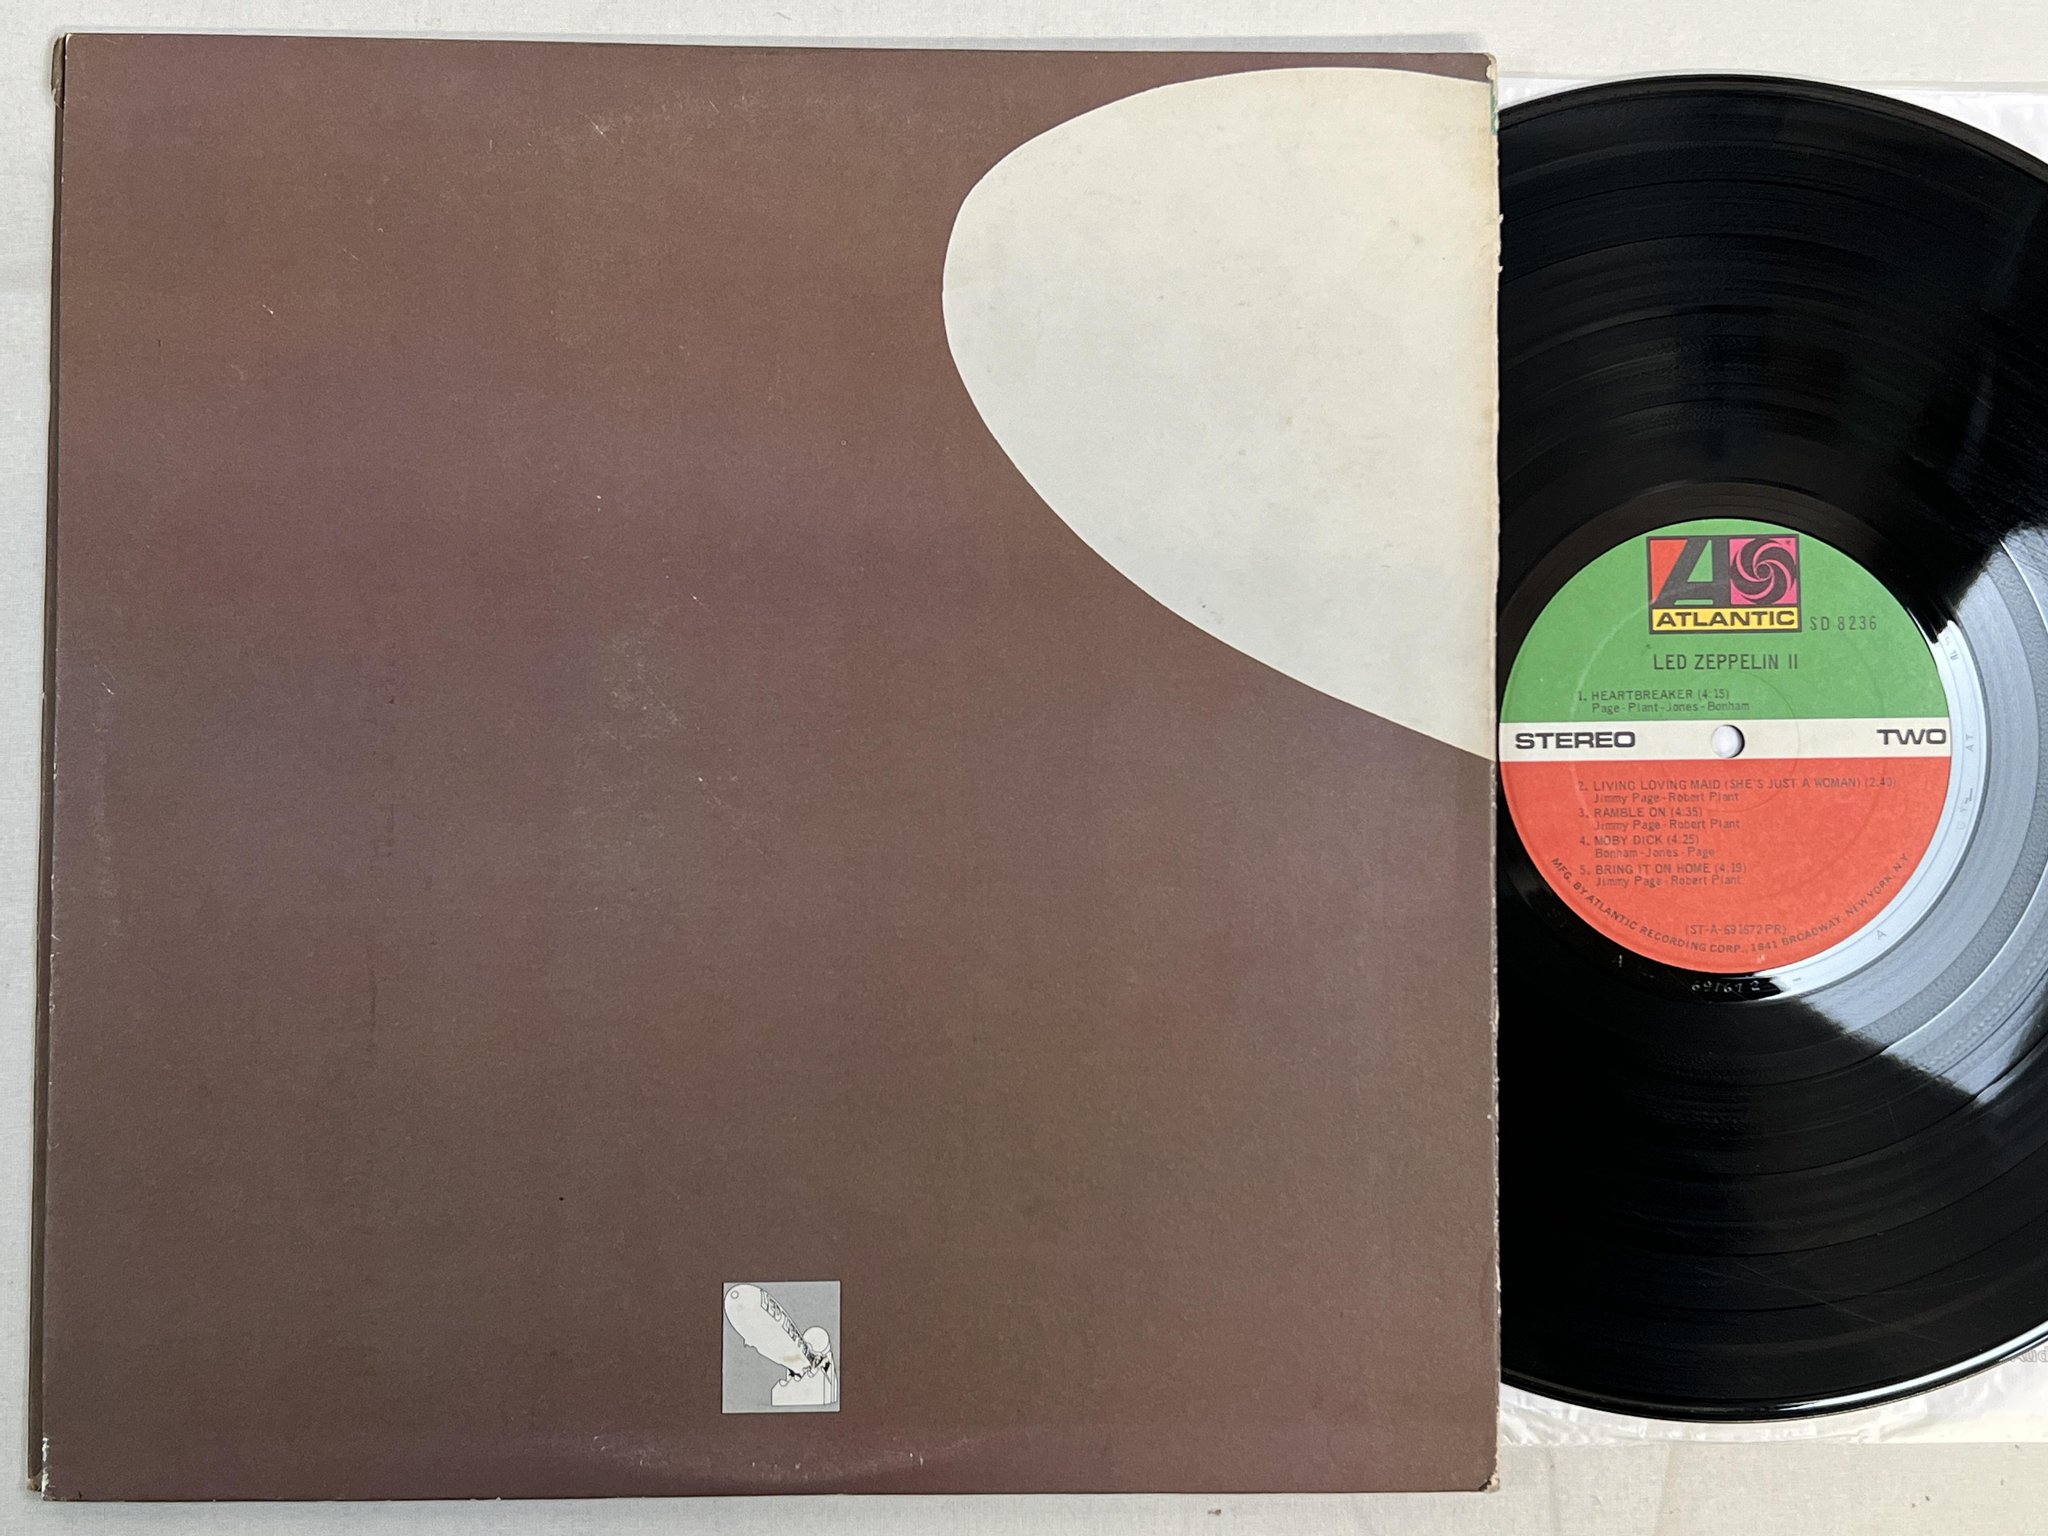 ATLANTIC
SD 8236
LED ZEPPELIN II
1. HEARTBREAKER (4:15)
Page-Plant-Jones-Bonham
STEREO
TWO
2. LIVING LOVING MAID (SHE'S JUST A WOMAN) (2:40)
Jimmy Page-Robert Plant
3. RAMBLE ON (4:35)
Jimmy Page-Robert Plant
4. MOBY DICK (4:25)
Bonham-Jones-Page
5. BRING IT ON HOME (4:19)
Jimmy Page-Robert Plant
(ST-A-691672PR)
MFG. BY ATLANTIC RECORDING CORP., 1841 BROADWAY, NEW YORK, N.Y.
691672
LED